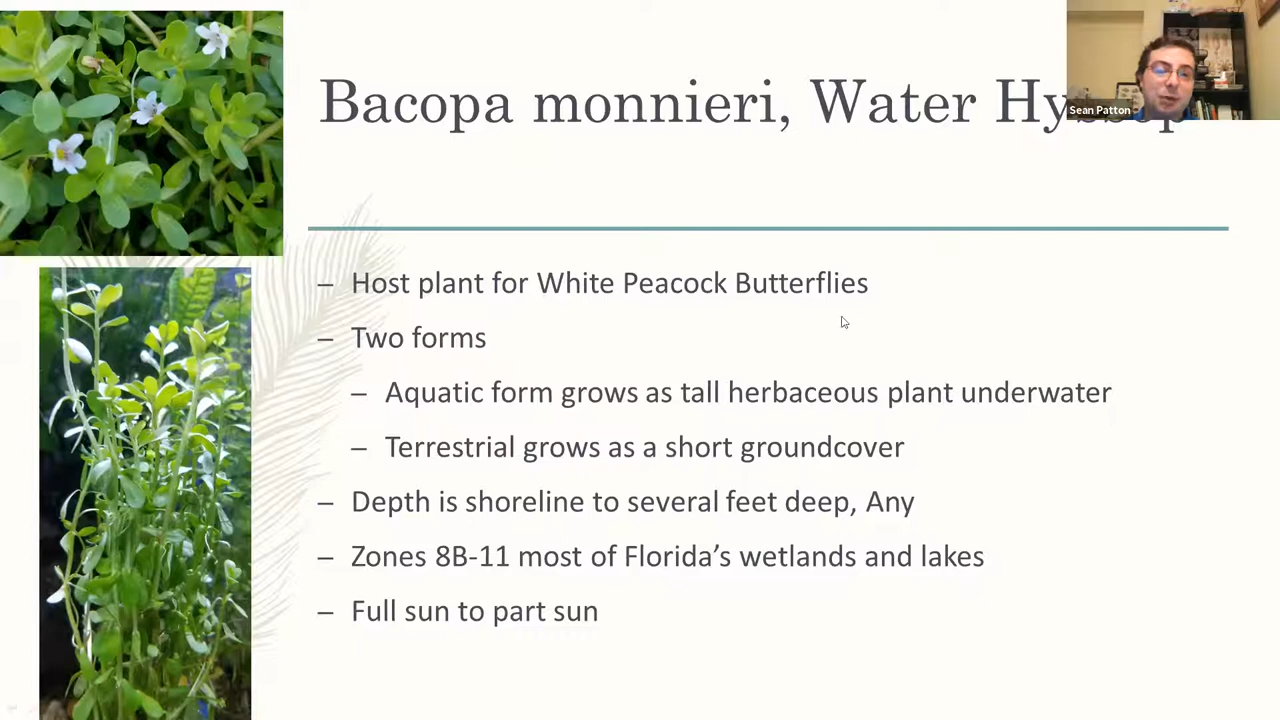 Bacopa monnieri, Water Hyssop
Sean Patton
– Host plant for White Peacock Butterflies
– Two forms
– Aquatic form grows as tall herbaceous plant underwater
– Terrestrial grows as a short groundcover
– Depth is shoreline to several feet deep, Any
– Zones 8B-11 most of Florida’s wetlands and lakes
– Full sun to part sun